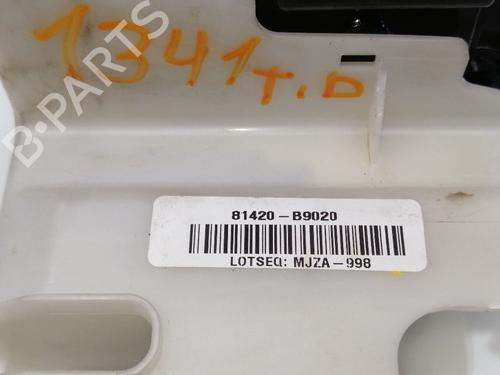 1341 T.D
B-PARTS
81420-B9020
LOTSEQ: MJZA-998